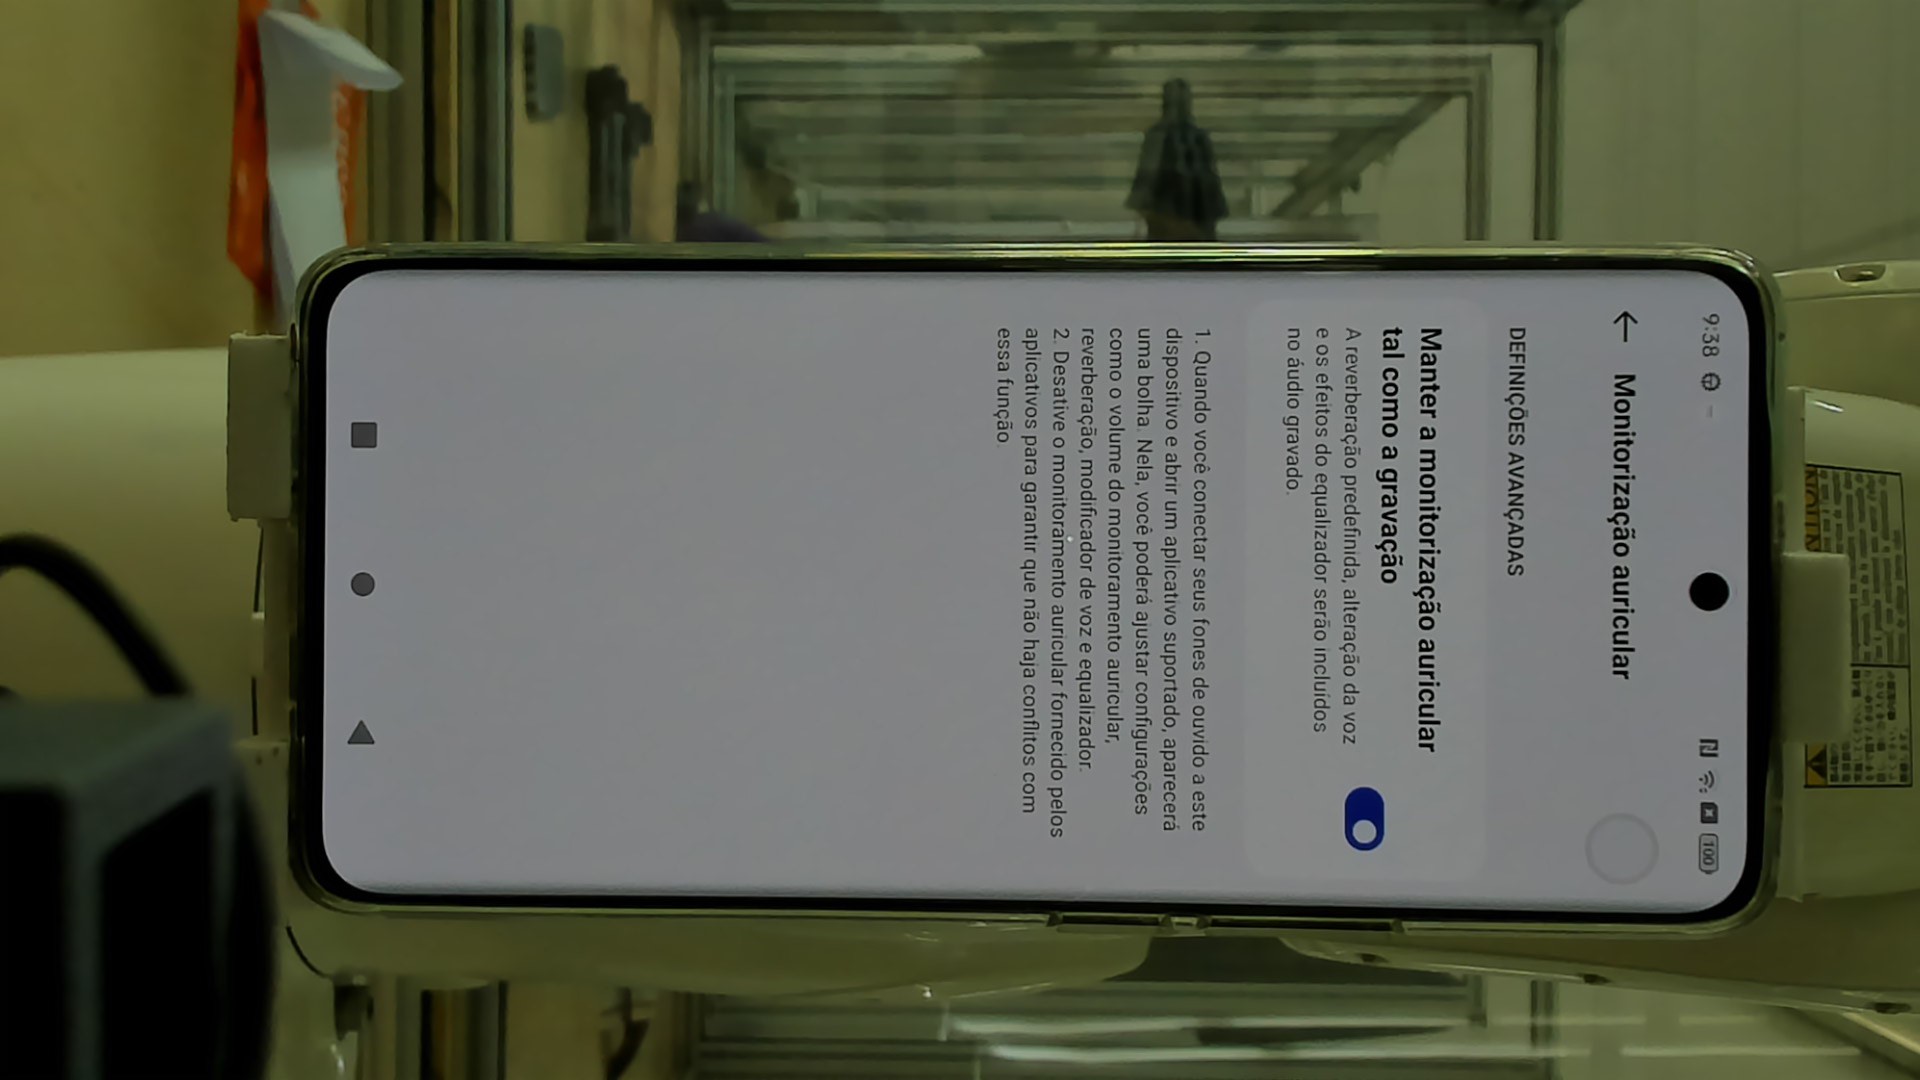 9:38
100
Monitorização auricular
DEFINIÇÕES AVANÇADAS
Manter a monitorização auricular
tal como a gravação
A reverberação predefinida, alteração da voz
e os efeitos do equalizador serão incluídos
no áudio gravado.
1. Quando você conectar seus fones de ouvido a este
dispositivo e abrir um aplicativo suportado, aparecerá
uma bolha. Nela, você poderá ajustar configurações
como o volume do monitoramento auricular,
reverberação, modificador de voz e equalizador.
2. Desative o monitoramento auricular fornecido pelos
aplicativos para garantir que não haja conflitos com
essa função.